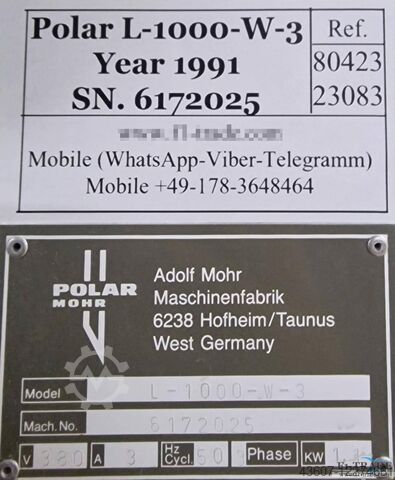 Polar L-1000-W-3
Year 1991
SN. 6172025
Ref.
80423
23083
Mobile (WhatsApp-Viber-Telegramm)
Mobile +49-178-3648464
POLAR
MOHR
Adolf Mohr
Maschinenfabrik
6238 Hofheim/Taunus
West Germany
Model L-1000-W-3
Mach. No. 6172025
V 380 A 3 Hz Cycl. 50 Phase KW